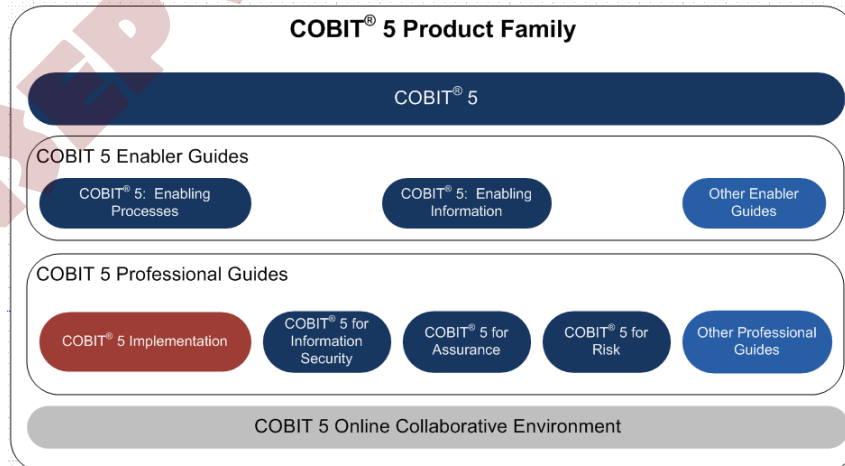 COBIT® 5 Product Family
COBIT® 5
COBIT 5 Enabler Guides
COBIT® 5: Enabling
Processes
COBIT® 5: Enabling
Information
Other Enabler
Guides
COBIT 5 Professional Guides
COBIT® 5 Implementation
COBIT® 5 for
Information
Security
COBIT® 5 for
Assurance
COBIT® 5 for
Risk
Other Professional
Guides
COBIT 5 Online Collaborative Environment